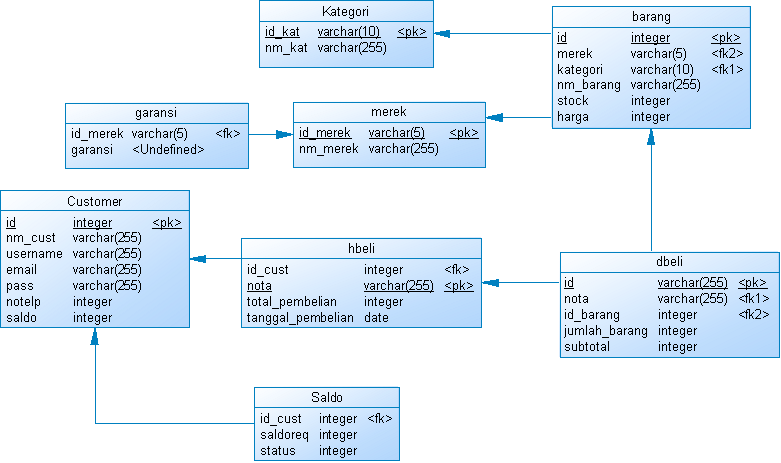 Kategori
id_kat varchar(10) <pk>
nm_kat varchar(255)
barang
id integer <pk>
merek varchar(5) <fk2>
kategori varchar(10) <fk1>
nm_barang varchar(255)
stock integer
harga integer
garansi
id_merek varchar(5) <fk>
garansi <Undefined>
merek
id_merek varchar(5) <pk>
nm_merek varchar(255)
Customer
id integer <pk>
nm_cust varchar(255)
username varchar(255)
email varchar(255)
pass varchar(255)
notelp integer
saldo integer
hbeli
id_cust integer <fk>
nota varchar(255) <pk>
total_pembelian integer
tanggal_pembelian date
dbeli
id varchar(255) <pk>
nota varchar(255) <fk1>
id_barang integer <fk2>
jumlah_barang integer
subtotal integer
Saldo
id_cust integer <fk>
saldoreq integer
status integer